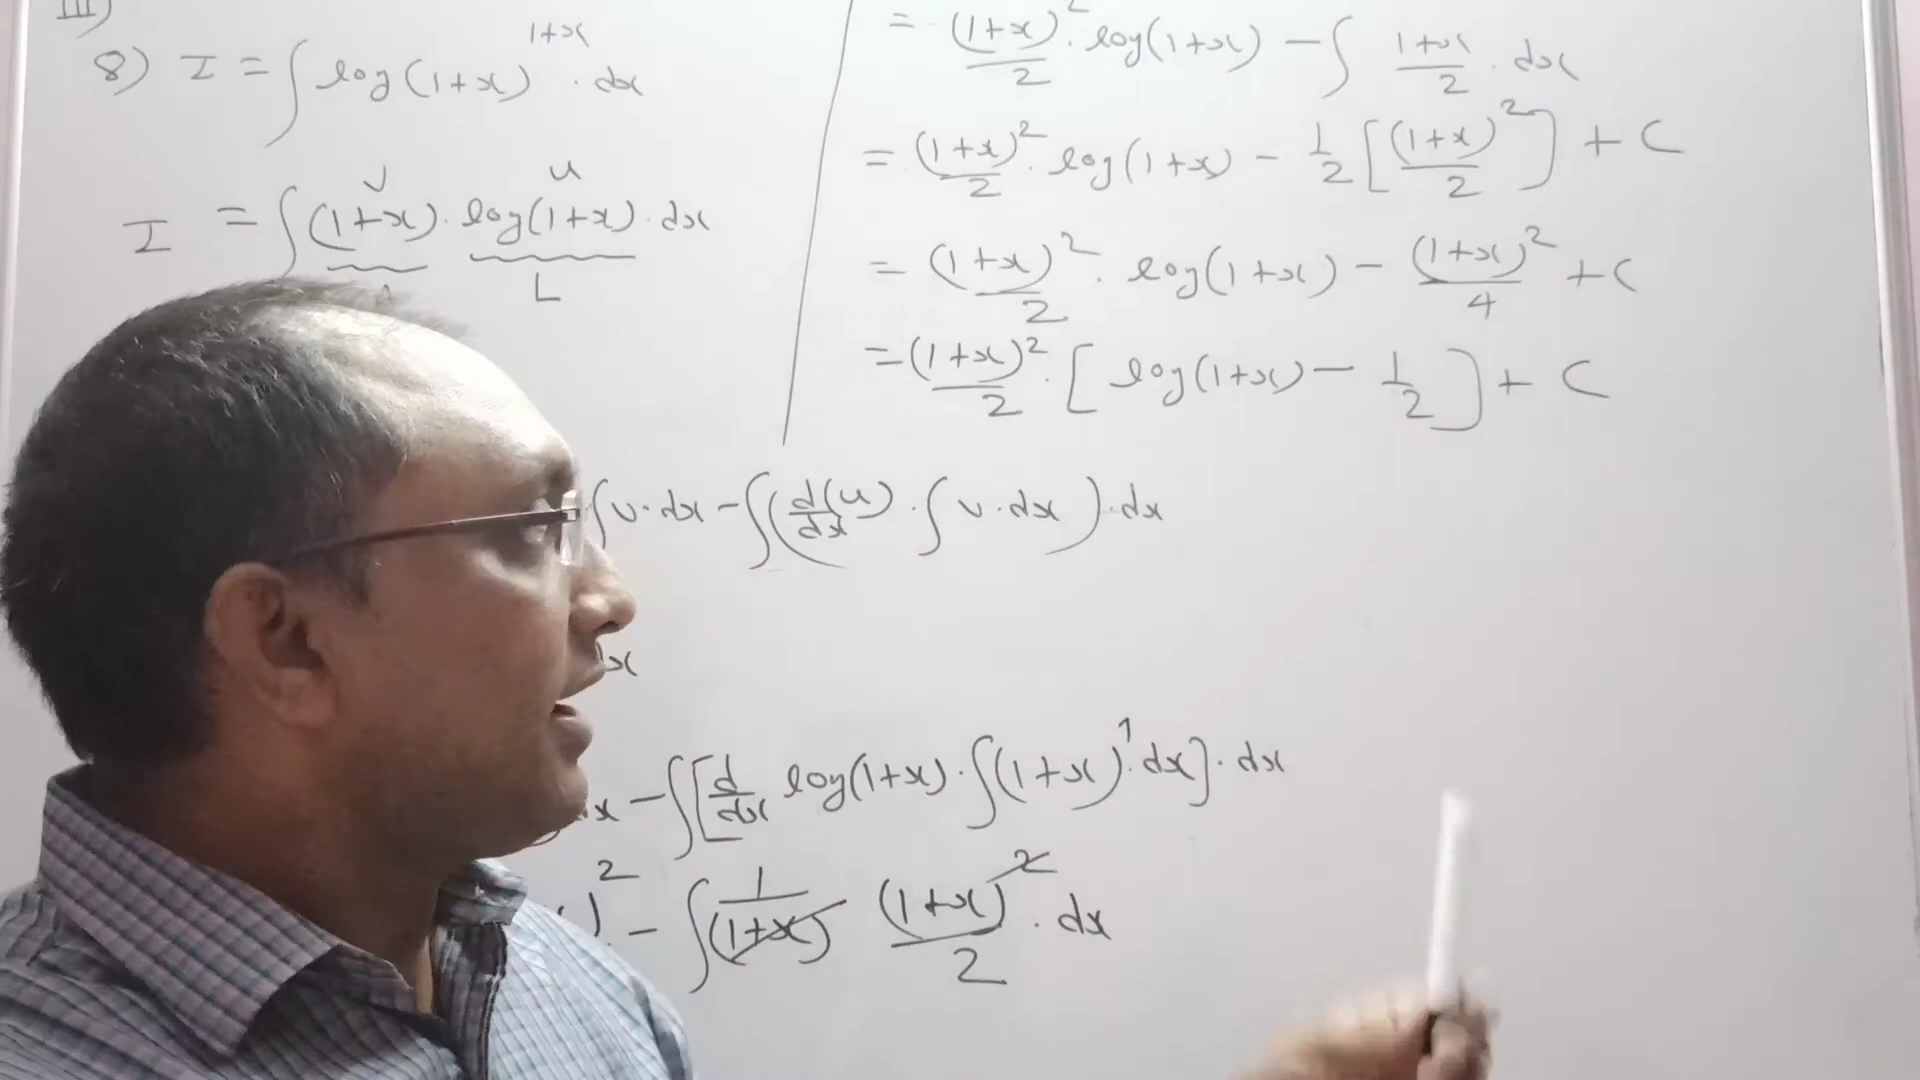 III)
8) I = ∫ log(1+x)^(1+x) · dx
v u
I = ∫ (1+x) · log(1+x) · dx
L
∫ v · dx - ∫ (d/dx (u) · ∫ v · dx) · dx
dx
x - ∫ [d/dx log(1+x) · ∫ (1+x)^1 · dx] · dx
)^2 - ∫ 1/(1+x) (1+x)^2/2 · dx
= (1+x)^2/2 · log(1+x) - ∫ (1+x)/2 · dx
= (1+x)^2/2 · log(1+x) - 1/2 [(1+x)^2/2] + C
= (1+x)^2/2 · log(1+x) - (1+x)^2/4 + C
= (1+x)^2/2 · [log(1+x) - 1/2] + C